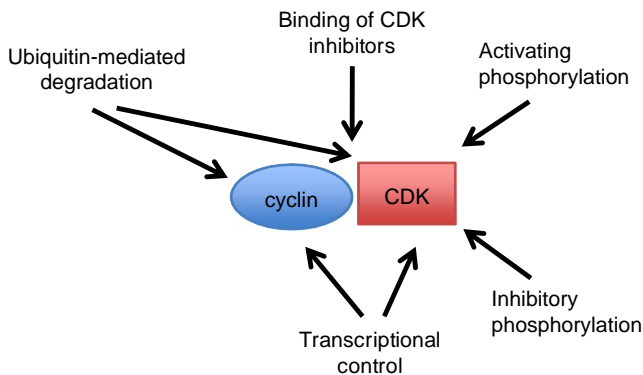 Binding of CDK
inhibitors
Ubiquitin-mediated
degradation
Activating
phosphorylation
cyclin
CDK
Inhibitory
phosphorylation
Transcriptional
control